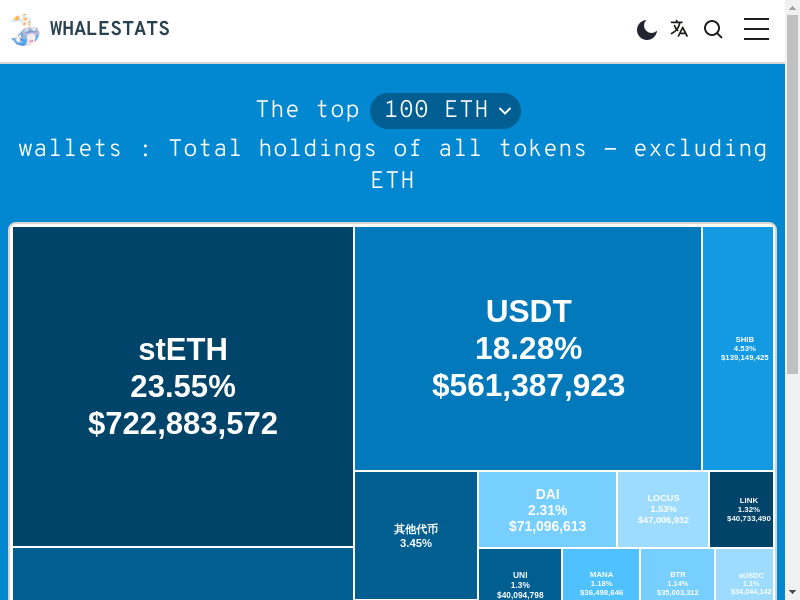 WHALESTATS
The top 100 ETH
wallets : Total holdings of all tokens – excluding
ETH
stETH
23.55%
$722,883,572
USDT
18.28%
$561,387,923
SHIB
4.53%
$139,149,425
其他代币
3.45%
DAI
2.31%
$71,096,613
LOCUS
1.53%
$47,006,932
LINK
1.32%
$40,733,490
UNI
1.3%
$40,094,798
MANA
1.18%
$36,498,646
BTR
1.14%
$35,003,312
aUSDC
1.1%
$34,044,142